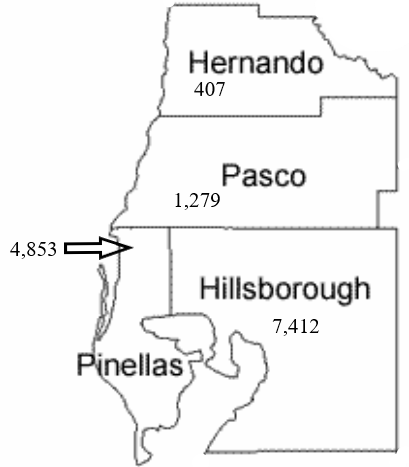 Hernando
407
Pasco
1,279
4,853
Hillsborough
7,412
Pinellas